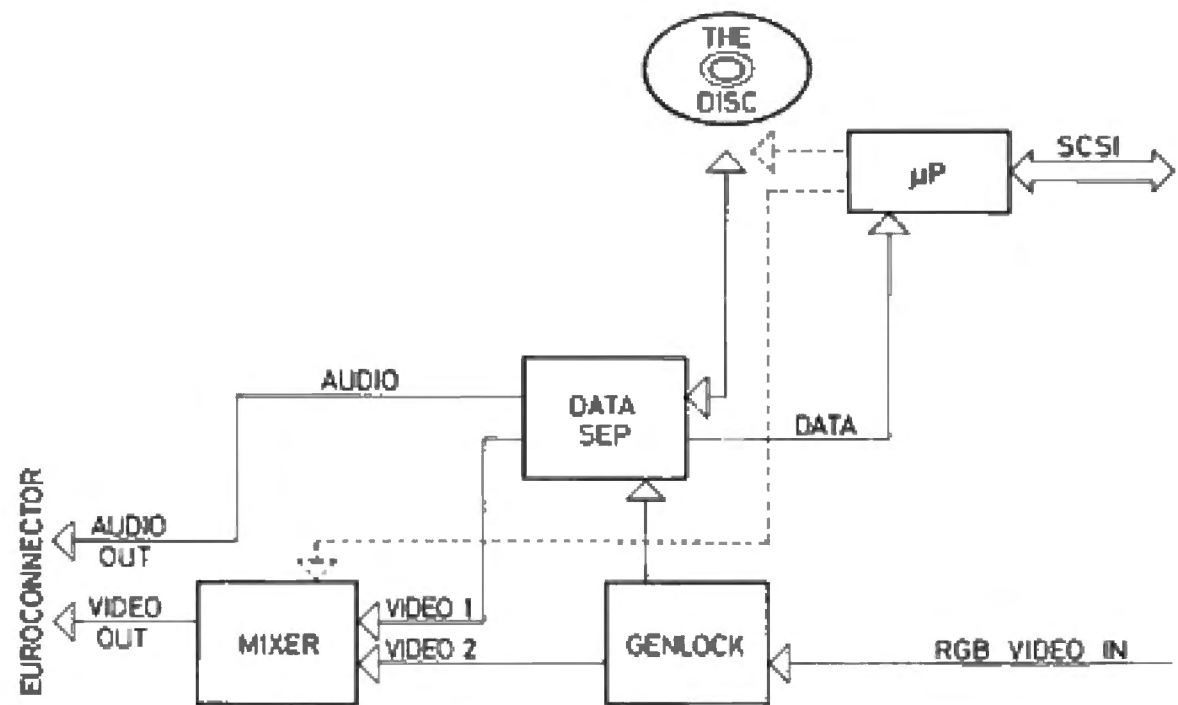 THE
DISC
µP
SCSI
AUDIO
DATA
SEP
DATA
EUROCONNECTOR
AUDIO
OUT
VIDEO
OUT
MIXER
VIDEO 1
VIDEO 2
GENLOCK
RGB VIDEO IN